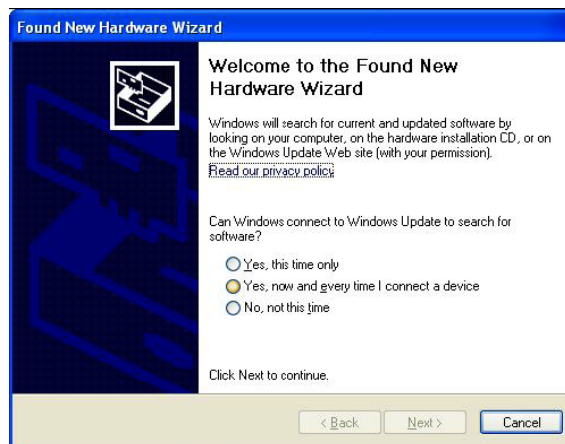 Found New Hardware Wizard
Welcome to the Found New
Hardware Wizard
Windows will search for current and updated software by
looking on your computer, on the hardware installation CD, or on
the Windows Update Web site (with your permission).
Read our privacy policy
Can Windows connect to Windows Update to search for
software?
Yes, this time only
Yes, now and every time I connect a device
No, not this time
Click Next to continue.
< Back Next > Cancel